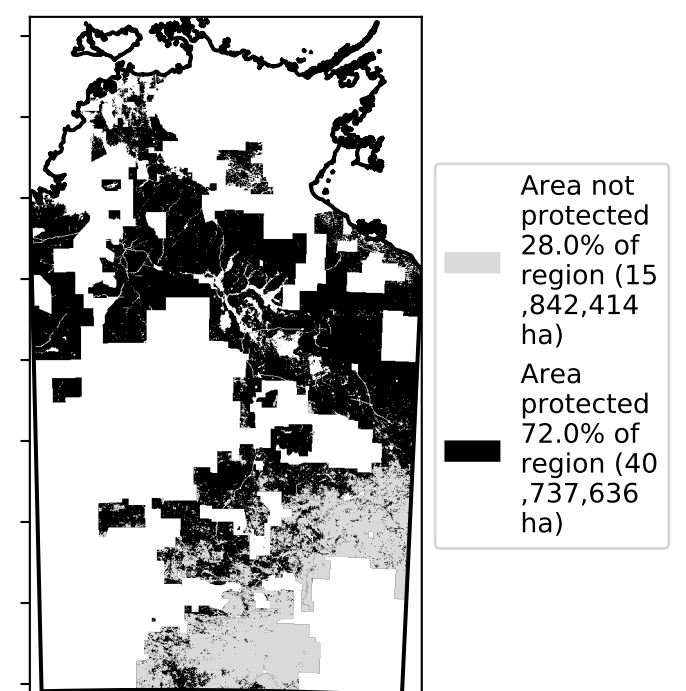 Area not
protected
28.0% of
region (15
,842,414
ha)
Area
protected
72.0% of
region (40
,737,636
ha)